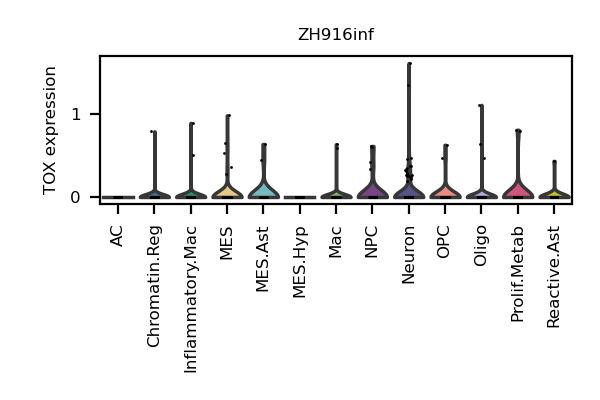 ZH916inf
TOX expression
1
0
AC
Chromatin.Reg
Inflammatory.Mac
MES
MES.Ast
MES.Hyp
Mac
NPC
Neuron
OPC
Oligo
Prolif.Metab
Reactive.Ast